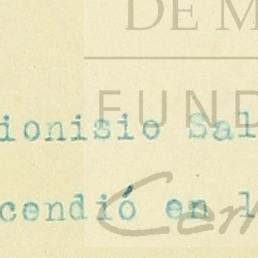 DE M
FUND
ionisio Sal
Cer
cendió en l